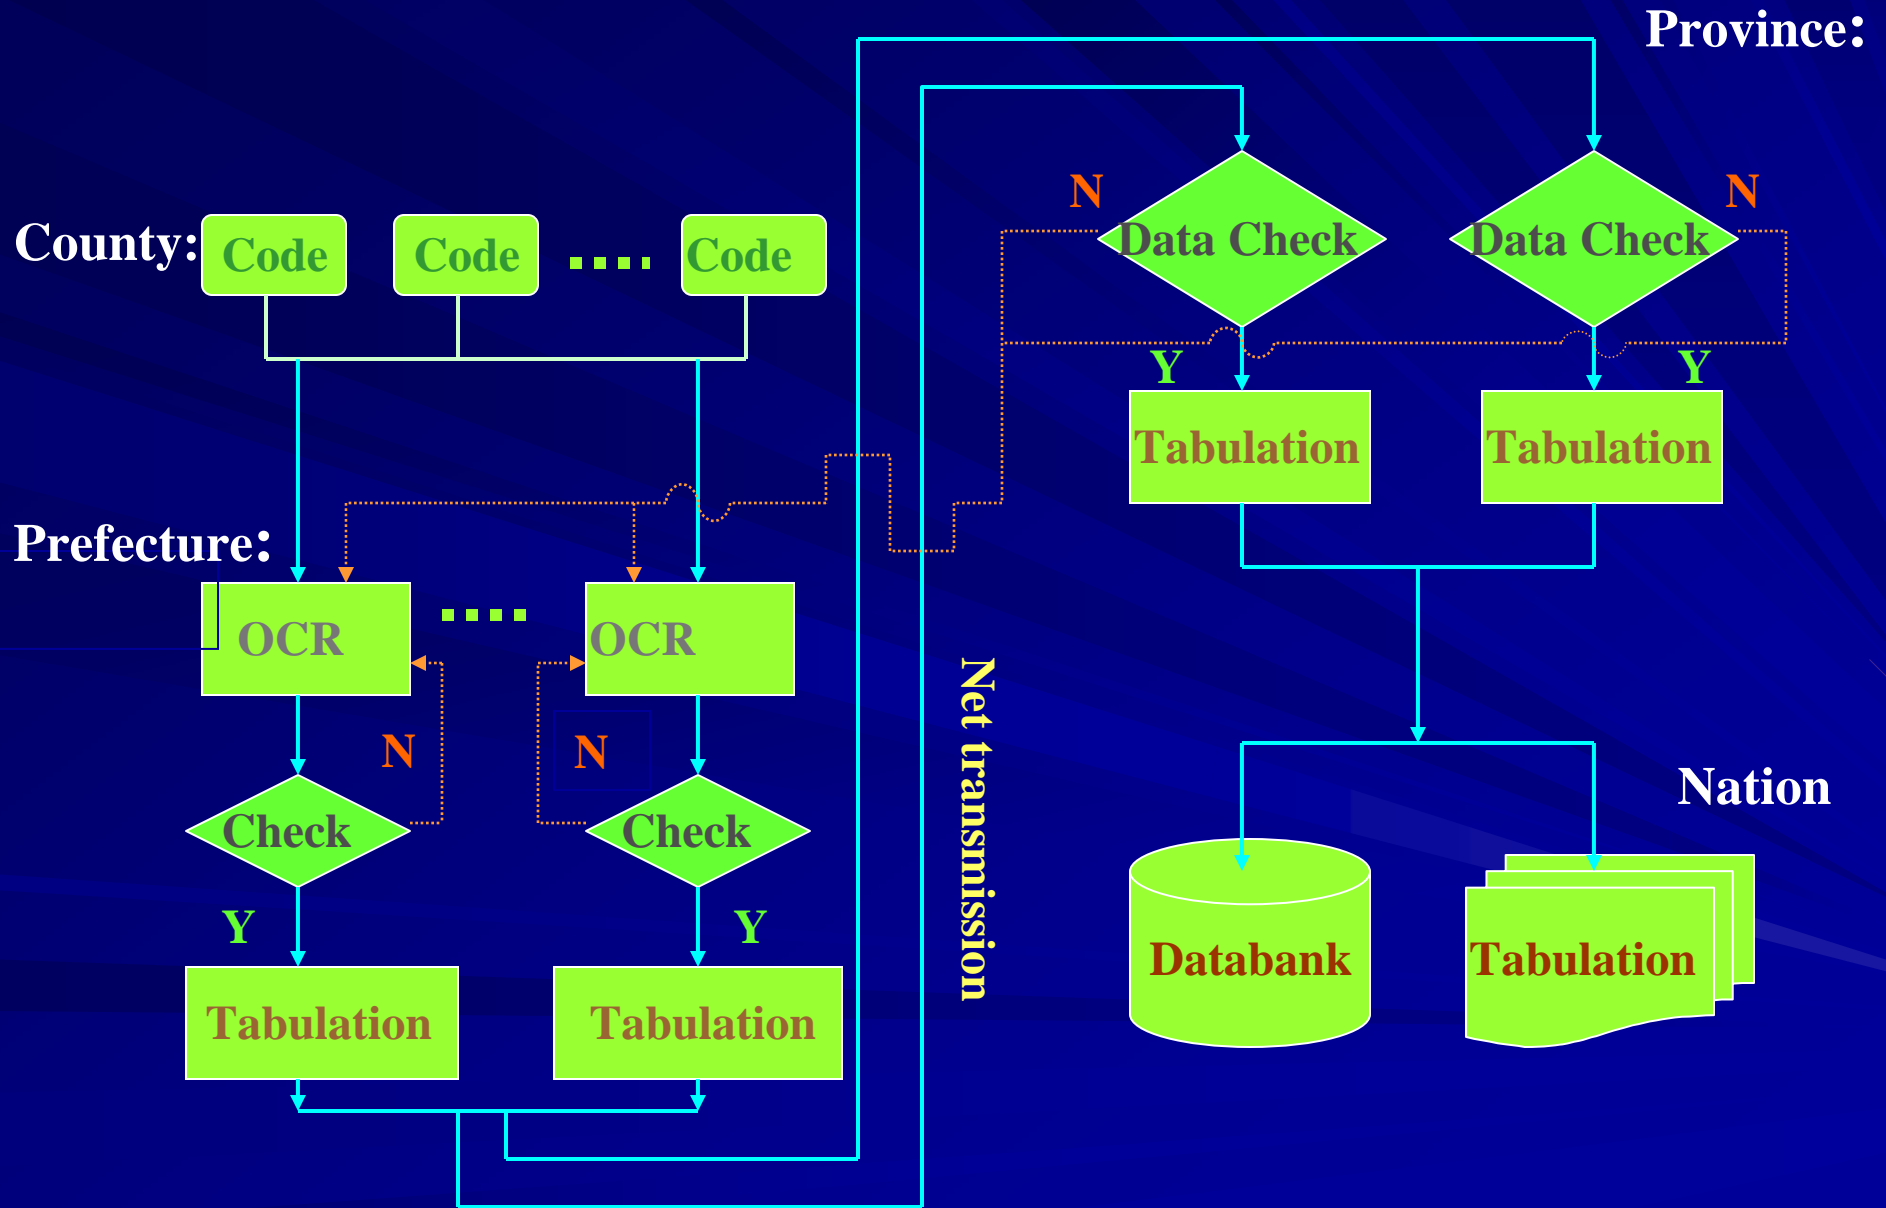 Province:
N
N
County:
Code
Code
Code
Data Check
Data Check
Y
Y
Tabulation
Tabulation
Prefecture:
OCR
OCR
Net transmission
N
N
Nation
Check
Check
Y
Y
Databank
Tabulation
Tabulation
Tabulation